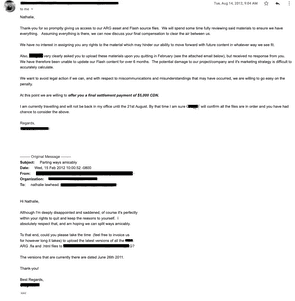 Tue, Aug 14, 2012, 9:04 AM
to me
Nathalie,
Thank you for so promptly giving us access to our ARG asset and Flash source files. We will spend some time fully reviewing said materials to ensure we have
everything. Assuming everything is there, we can now discuss your final compensation to clear the air between us.
We have no interest in assigning you any rights to the material which may hinder our ability to move forward with future content in whatever way we see fit.
Also, very clearly asked you to upload these materials upon you quitting in February (see the attached email below), but received no response from you.
We have therefore been unable to update our Flash content for over 6 months. The potential damage to our project/company and it's marketing strategy is difficult to
accurately calculate.
We want to avoid legal action if we can, and with respect to miscommunications and misunderstandings that may have occurred, we are willing to go easy on the
penalty.
At this point we are willing to offer you a final settlement payment of $5,000 CDN.
I am currently travelling and will not be back in my office until the 21st of August. By that time I am sure will confirm all the files are in order and you have had
chance to consider the above.
Regards,
-------- Original Message --------
Subject: Parting ways amicably
Date: Wed, 15 Feb 2012 10:00:52 -0800
From:
Organization:
To: nathalie lawhead
Hi Nathalie,
Although I'm deeply disappointed and saddened, of course it's perfectly
within your rights to quit and keep the reasons to yourself. I
absolutely respect that, and am hoping we can split ways amicably.
To that end, could you please take the time (feel free to invoice us
for however long it takes) to upload the latest versions of all the
ARG .fla and .html files to
The versions that are currently there are dated June 26th 2011.
Thank you!
Best Regards,